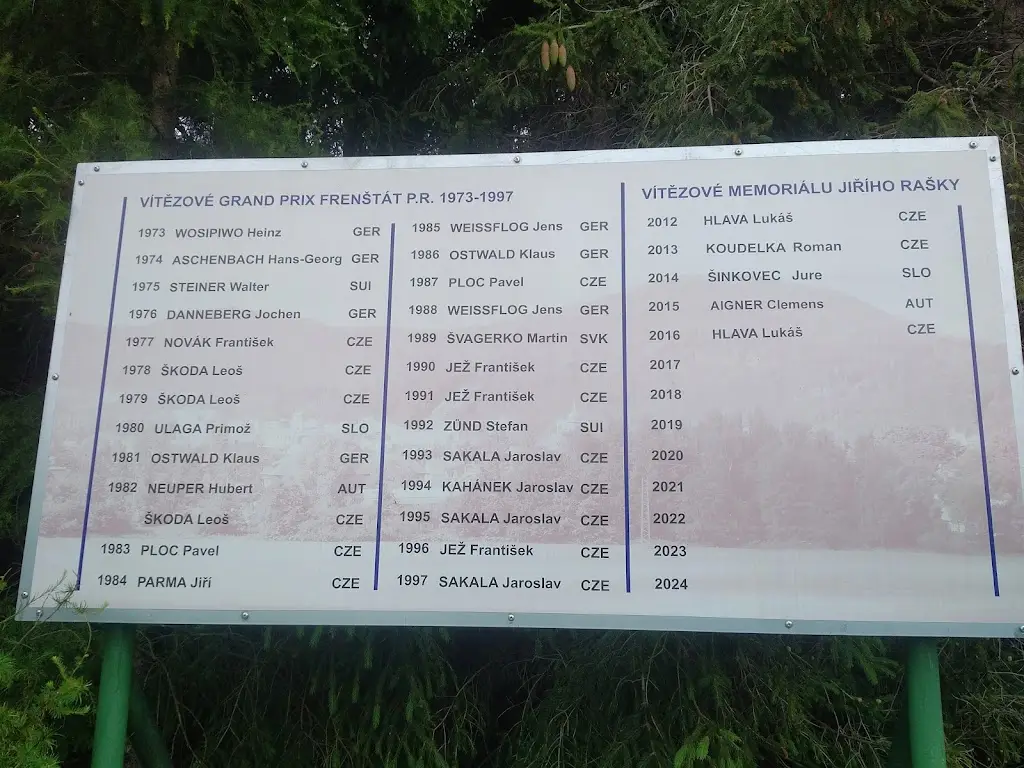 VÍTĚZOVÉ GRAND PRIX FRENŠTÁT P.R. 1973-1997
1973 WOSIPIWO Heinz GER
1974 ASCHENBACH Hans-Georg GER
1975 STEINER Walter SUI
1976 DANNEBERG Jochen GER
1977 NOVÁK František CZE
1978 ŠKODA Leoš CZE
1979 ŠKODA Leoš CZE
1980 ULAGA Primož SLO
1981 OSTWALD Klaus GER
1982 NEUPER Hubert AUT
ŠKODA Leoš CZE
1983 PLOC Pavel CZE
1984 PARMA Jiří CZE
1985 WEISSFLOG Jens GER
1986 OSTWALD Klaus GER
1987 PLOC Pavel CZE
1988 WEISSFLOG Jens GER
1989 ŠVAGERKO Martin SVK
1990 JEŽ František CZE
1991 JEŽ František CZE
1992 ZÜND Stefan SUI
1993 SAKALA Jaroslav CZE
1994 KAHÁNEK Jaroslav CZE
1995 SAKALA Jaroslav CZE
1996 JEŽ František CZE
1997 SAKALA Jaroslav CZE
VÍTĚZOVÉ MEMORIÁLU JIŘÍHO RAŠKY
2012 HLAVA Lukáš CZE
2013 KOUDELKA Roman CZE
2014 ŠINKOVEC Jure SLO
2015 AIGNER Clemens AUT
2016 HLAVA Lukáš CZE
2017
2018
2019
2020
2021
2022
2023
2024